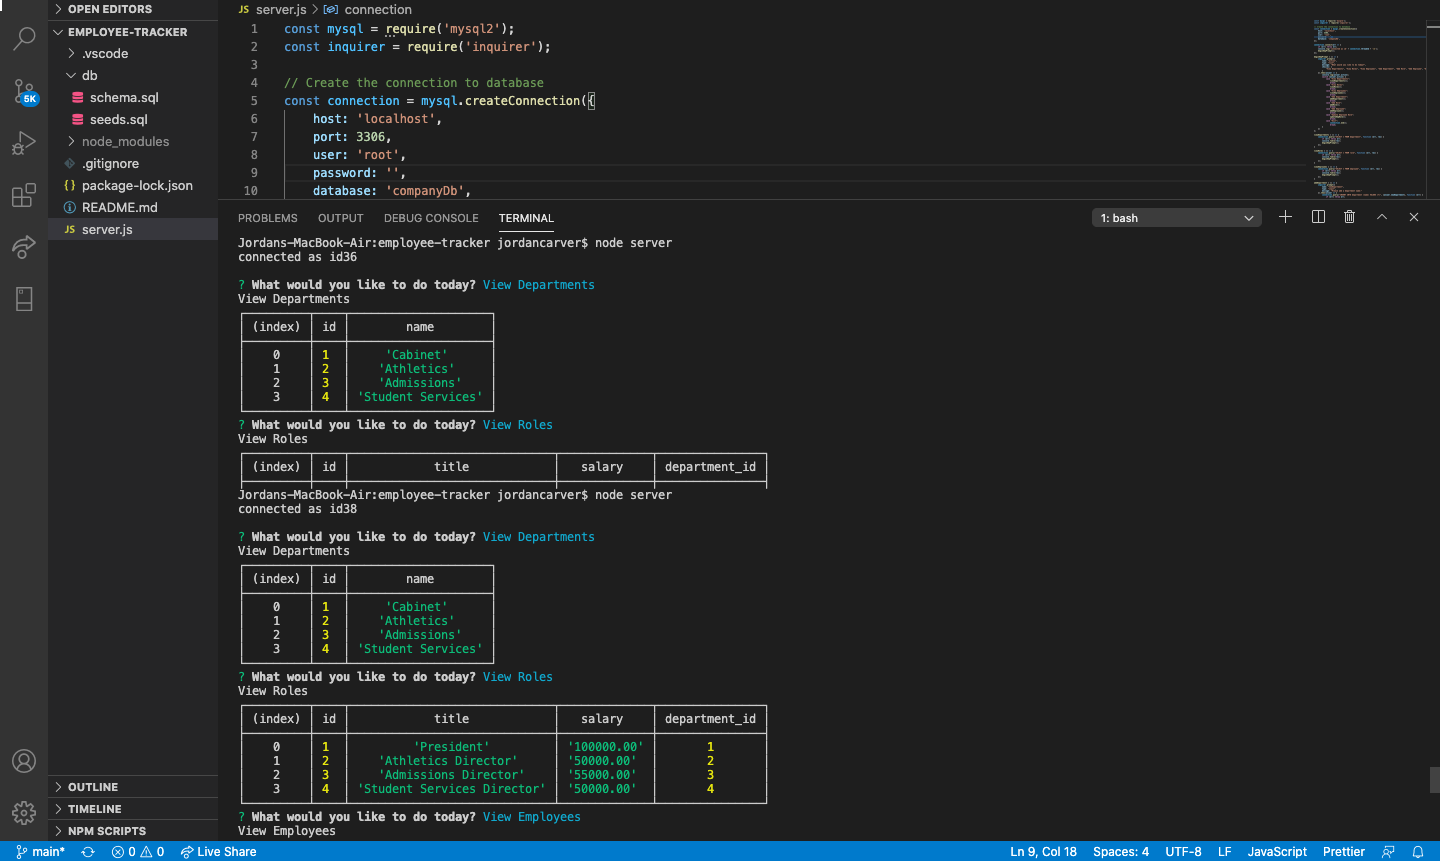 OPEN EDITORS
EMPLOYEE-TRACKER
.vscode
db
schema.sql
seeds.sql
node_modules
.gitignore
{} package-lock.json
README.md
JS server.js
OUTLINE
TIMELINE
NPM SCRIPTS
5K
JS server.js > connection
1 const mysql = require('mysql2');
2 const inquirer = require('inquirer');
3
4 // Create the connection to database
5 const connection = mysql.createConnection({
6 host: 'localhost',
7 port: 3306,
8 user: 'root',
9 password: '',
10 database: 'companyDb',
PROBLEMS OUTPUT DEBUG CONSOLE TERMINAL 1: bash
Jordans-MacBook-Air:employee-tracker jordancarver$ node server
connected as id36
? What would you like to do today? View Departments
View Departments
(index) id name
0 1 'Cabinet'
1 2 'Athletics'
2 3 'Admissions'
3 4 'Student Services'
? What would you like to do today? View Roles
View Roles
(index) id title salary department_id
Jordans-MacBook-Air:employee-tracker jordancarver$ node server
connected as id38
? What would you like to do today? View Departments
View Departments
(index) id name
0 1 'Cabinet'
1 2 'Athletics'
2 3 'Admissions'
3 4 'Student Services'
? What would you like to do today? View Roles
View Roles
(index) id title salary department_id
0 1 'President' '100000.00' 1
1 2 'Athletics Director' '50000.00' 2
2 3 'Admissions Director' '55000.00' 3
3 4 'Student Services Director' '50000.00' 4
? What would you like to do today? View Employees
View Employees
main* 0 0 Live Share Ln 9, Col 18 Spaces: 4 UTF-8 LF JavaScript Prettier